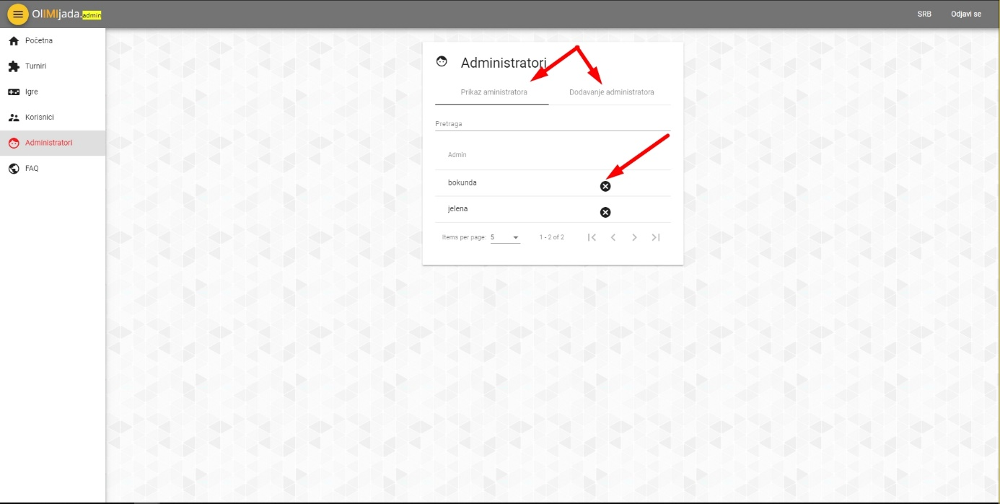 OlIMIjada.admin
SRB
Odjavi se
Početna
Turniri
Igre
Korisnici
Administratori
FAQ
Administratori
Prikaz aministratora
Dodavanje administratora
Pretraga
Admin
bokunda
jelena
Items per page: 5
1 - 2 of 2